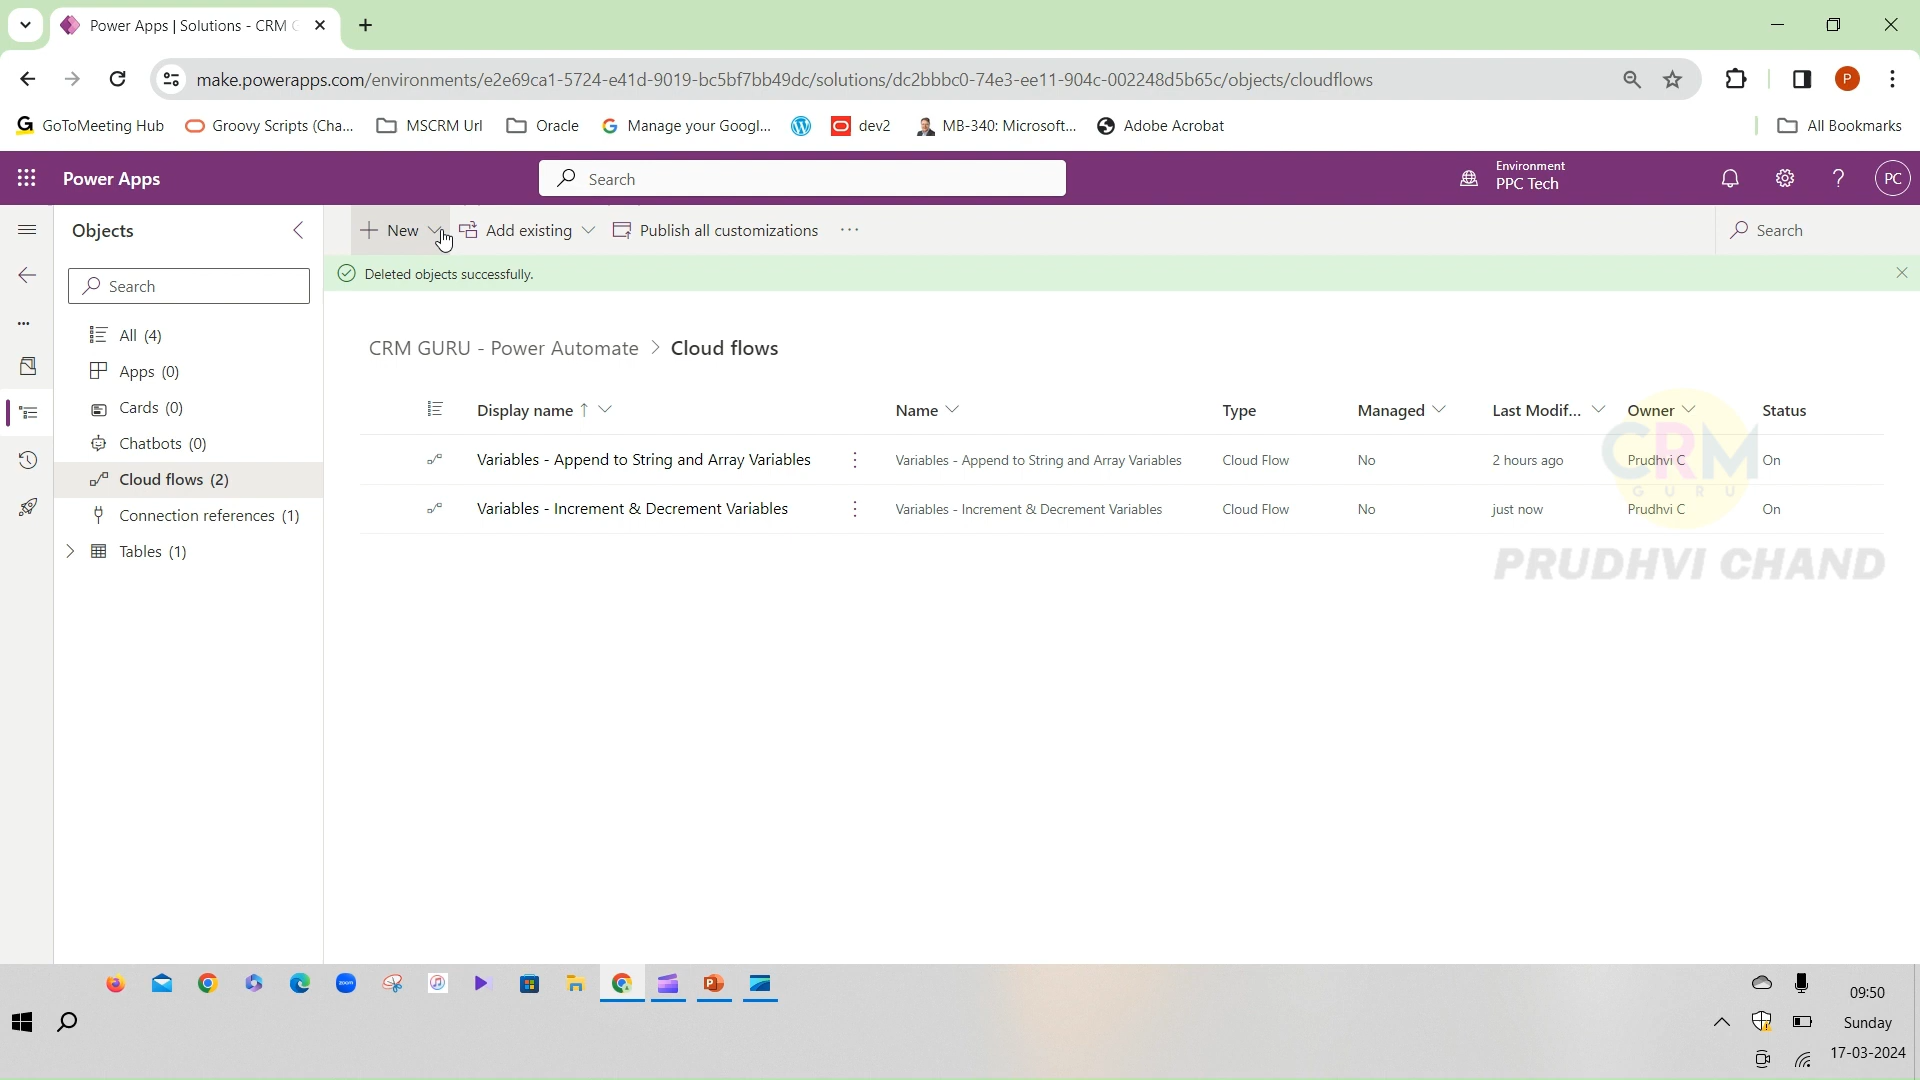 Power Apps | Solutions - CRM G
make.powerapps.com/environments/e2e69ca1-5724-e41d-9019-bc5bf7bb49dc/solutions/dc2bbbc0-74e3-ee11-904c-002248d5b65c/objects/cloudflows
P
GoToMeeting Hub
Groovy Scripts (Cha...
MSCRM Url
Oracle
Manage your Googl...
dev2
MB-340: Microsoft...
Adobe Acrobat
All Bookmarks
Power Apps
Search
Environment
PPC Tech
PC
Objects
New
Add existing
Publish all customizations
Search
Deleted objects successfully.
Search
All (4)
Apps (0)
Cards (0)
Chatbots (0)
Cloud flows (2)
Connection references (1)
Tables (1)
CRM GURU - Power Automate > Cloud flows
Display name Name Type Managed Last Modif... Owner Status
Variables - Append to String and Array Variables Variables - Append to String and Array Variables Cloud Flow No 2 hours ago Prudhvi C On
Variables - Increment & Decrement Variables Variables - Increment & Decrement Variables Cloud Flow No just now Prudhvi C On
CRM
GURU
PRUDHVI CHAND
zoom
09:50
Sunday
17-03-2024